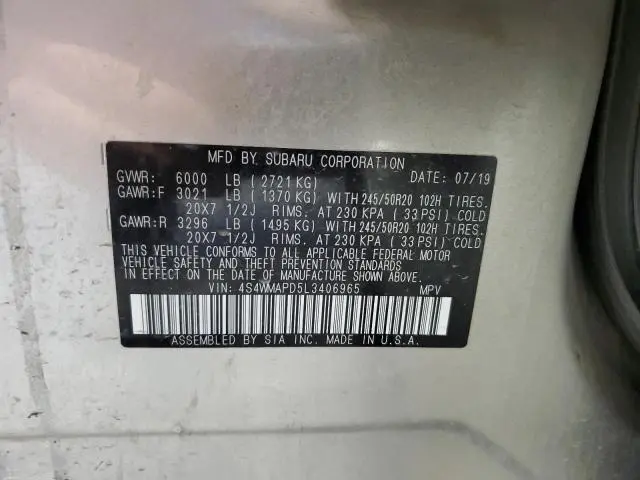 MFD BY SUBARU CORPORATION
GVWR: 6000 LB ( 2721 KG) DATE: 07/19
GAWR:F 3021 LB ( 1370 KG) WITH 245/50R20 102H TIRES.
20X7 1/2J RIMS. AT 230 KPA ( 33 PSI) COLD
GAWR:R 3296 LB ( 1495 KG) WITH 245/50R20 102H TIRES.
20X7 1/2J RIMS. AT 230 KPA ( 33 PSI) COLD
THIS VEHICLE CONFORMS TO ALL APPLICABLE FEDERAL MOTOR
VEHICLE SAFETY AND THEFT PREVENTION STANDARDS
IN EFFECT ON THE DATE OF MANUFACTURE SHOWN ABOVE.
VIN: 4S4WMAPD5L3406965 MPV
ASSEMBLED BY SIA INC. MADE IN U.S.A.